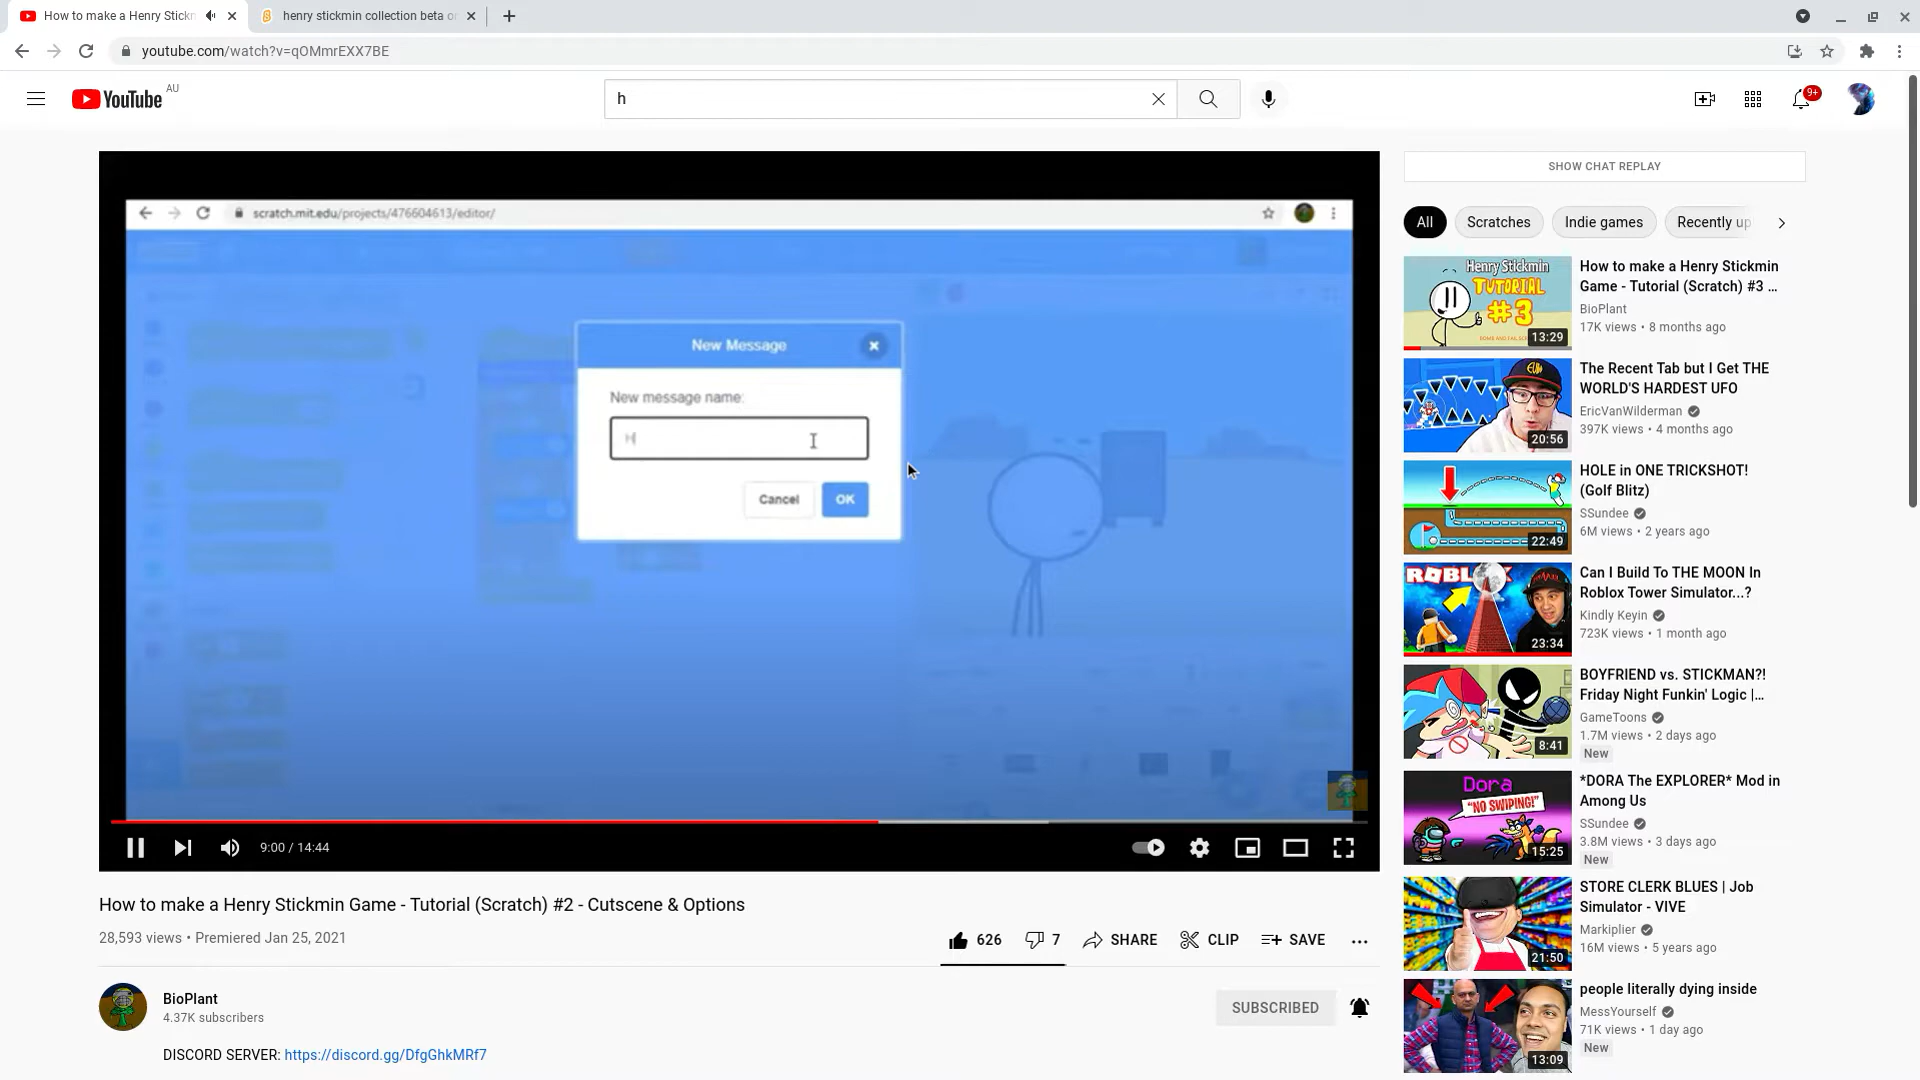 How to make a Henry Stickm
henry stickmin collection beta or
youtube.com/watch?v=qOMmrEXX7BE
YouTube
AU
h
9+
scratch.mit.edu/projects/476604613/editor/
New Message
New message name:
H
Cancel
OK
9:00 / 14:44
How to make a Henry Stickmin Game - Tutorial (Scratch) #2 - Cutscene & Options
28,593 views • Premiered Jan 25, 2021
626
7
SHARE
CLIP
SAVE
BioPlant
4.37K subscribers
SUBSCRIBED
DISCORD SERVER: https://discord.gg/DfgGhkMRf7
SHOW CHAT REPLAY
All
Scratches
Indie games
Recently up
Henry Stickmin
TUTORIAL
#3
13:29
How to make a Henry Stickmin
Game - Tutorial (Scratch) #3 ...
BioPlant
17K views • 8 months ago
20:56
The Recent Tab but I Get THE
WORLD'S HARDEST UFO
EricVanWilderman
397K views • 4 months ago
22:49
HOLE in ONE TRICKSHOT!
(Golf Blitz)
SSundee
6M views • 2 years ago
ROBL
23:34
Can I Build To THE MOON In
Roblox Tower Simulator...?
Kindly Keyin
723K views • 1 month ago
8:41
BOYFRIEND vs. STICKMAN?!
Friday Night Funkin' Logic |...
GameToons
1.7M views • 2 days ago
New
Dora
"NO SWIPING!"
15:25
*DORA The EXPLORER* Mod in
Among Us
SSundee
3.8M views • 3 days ago
New
21:50
STORE CLERK BLUES | Job
Simulator - VIVE
Markiplier
16M views • 5 years ago
13:09
people literally dying inside
MessYourself
71K views • 1 day ago
New